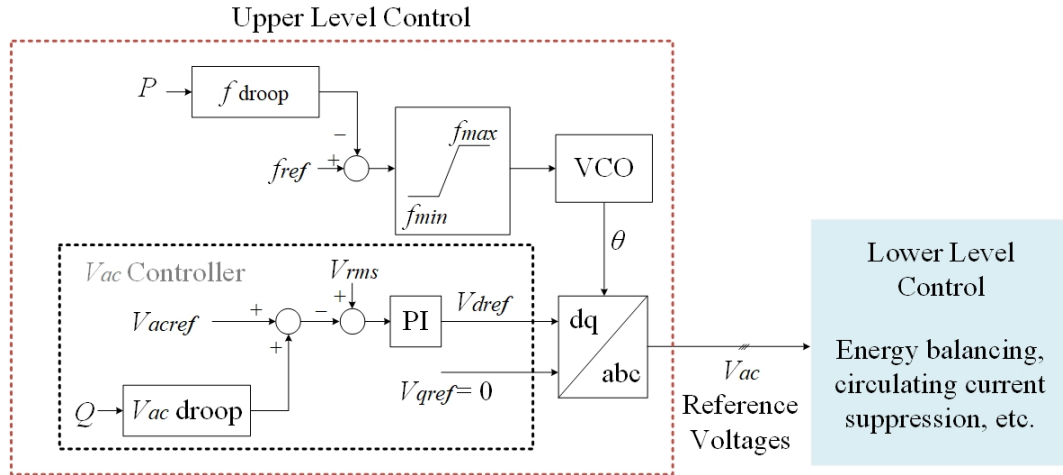 Upper Level Control
P
f droop
−
+
fref
fmax
fmin
VCO
θ
Vac Controller
Vrms
Vacref
+
+
−
+
PI
Vdref
Q
Vac droop
Vqref = 0
dq
abc
Vac
Reference
Voltages
Lower Level
Control
Energy balancing,
circulating current
suppression, etc.